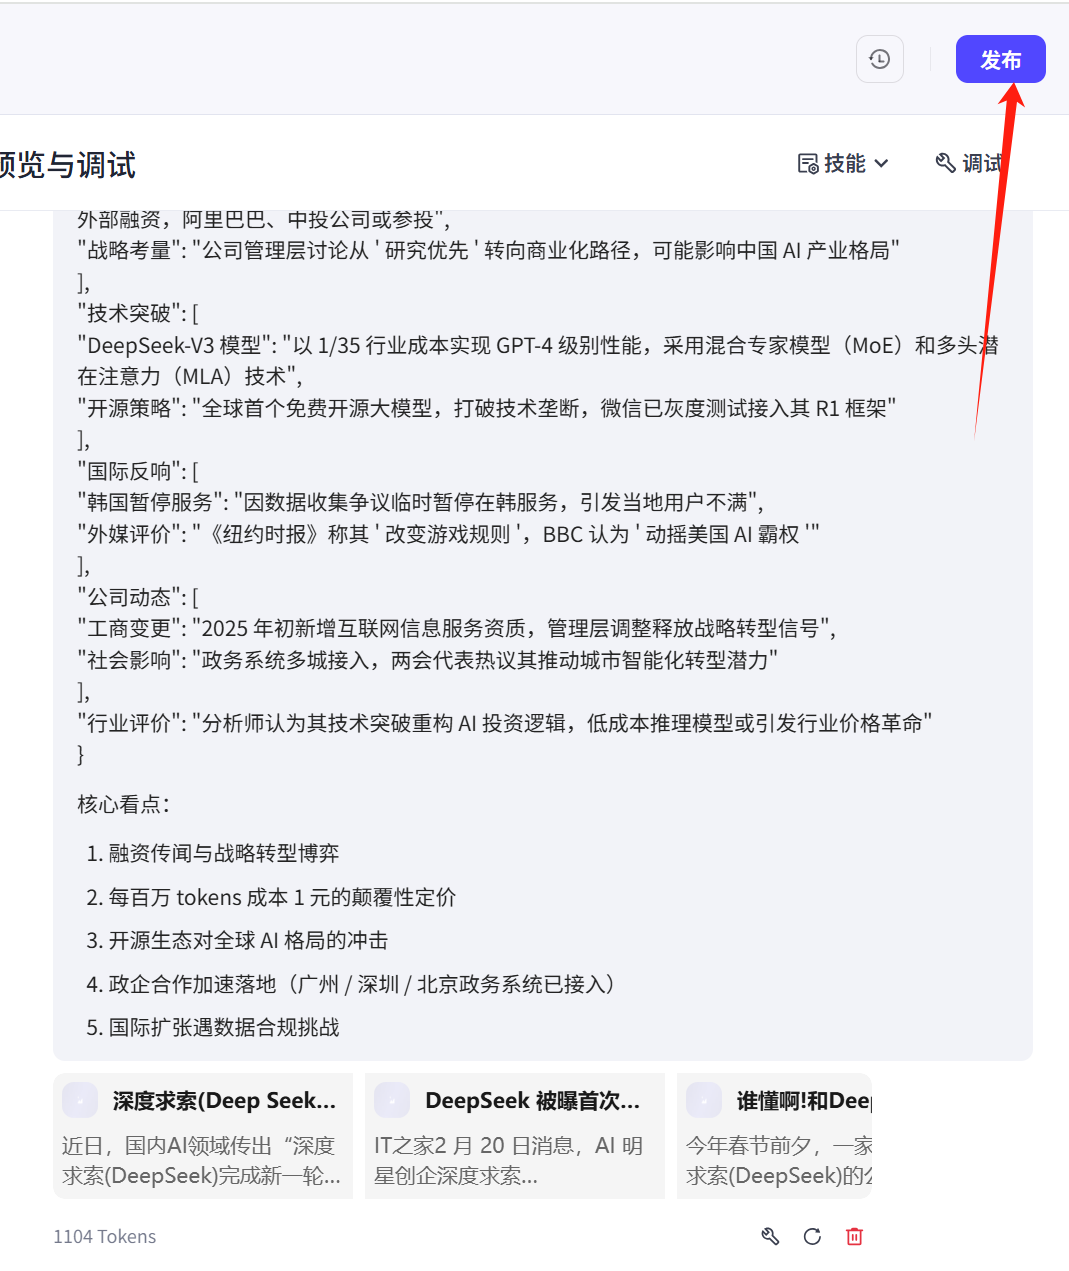 发布
预览与调试
技能
调试
外部融资，阿里巴巴、中投公司或参投",
"战略考量": "公司管理层讨论从 ' 研究优先 ' 转向商业化路径，可能影响中国 AI 产业格局"
],
"技术突破": [
"DeepSeek-V3 模型": "以 1/35 行业成本实现 GPT-4 级别性能，采用混合专家模型（MoE）和多头潜
在注意力（MLA）技术",
"开源策略": "全球首个免费开源大模型，打破技术垄断，微信已灰度测试接入其 R1 框架"
],
"国际反响": [
"韩国暂停服务": "因数据收集争议临时暂停在韩服务，引发当地用户不满",
"外媒评价": "《纽约时报》称其 ' 改变游戏规则 '，BBC 认为 ' 动摇美国 AI 霸权 '"
],
"公司动态": [
"工商变更": "2025 年初新增互联网信息服务资质，管理层调整释放战略转型信号",
"社会影响": "政务系统多城接入，两会代表热议其推动城市智能化转型潜力"
],
"行业评价": "分析师认为其技术突破重构 AI 投资逻辑，低成本推理模型或引发行业价格革命"
}
核心看点：
1. 融资传闻与战略转型博弈
2. 每百万 tokens 成本 1 元的颠覆性定价
3. 开源生态对全球 AI 格局的冲击
4. 政企合作加速落地（广州 / 深圳 / 北京政务系统已接入）
5. 国际扩张遇数据合规挑战
深度求索(Deep Seek...
近日，国内AI领域传出“深度
求索(DeepSeek)完成新一轮...
DeepSeek 被曝首次...
IT之家2 月 20 日消息，AI 明
星创企深度求索...
谁懂啊!和Deep
今年春节前夕，一家
求索(DeepSeek)的公
1104 Tokens